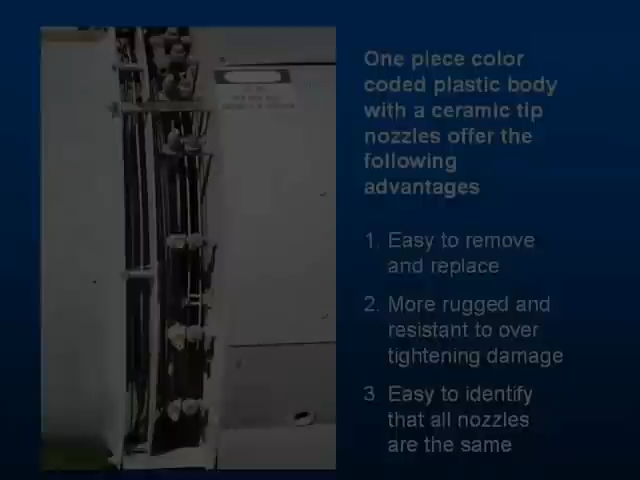 One piece color
coded plastic body
with a ceramic tip
nozzles offer the
following
advantages
1. Easy to remove
and replace
2. More rugged and
resistant to over
tightening damage
3 Easy to identify
that all nozzles
are the same